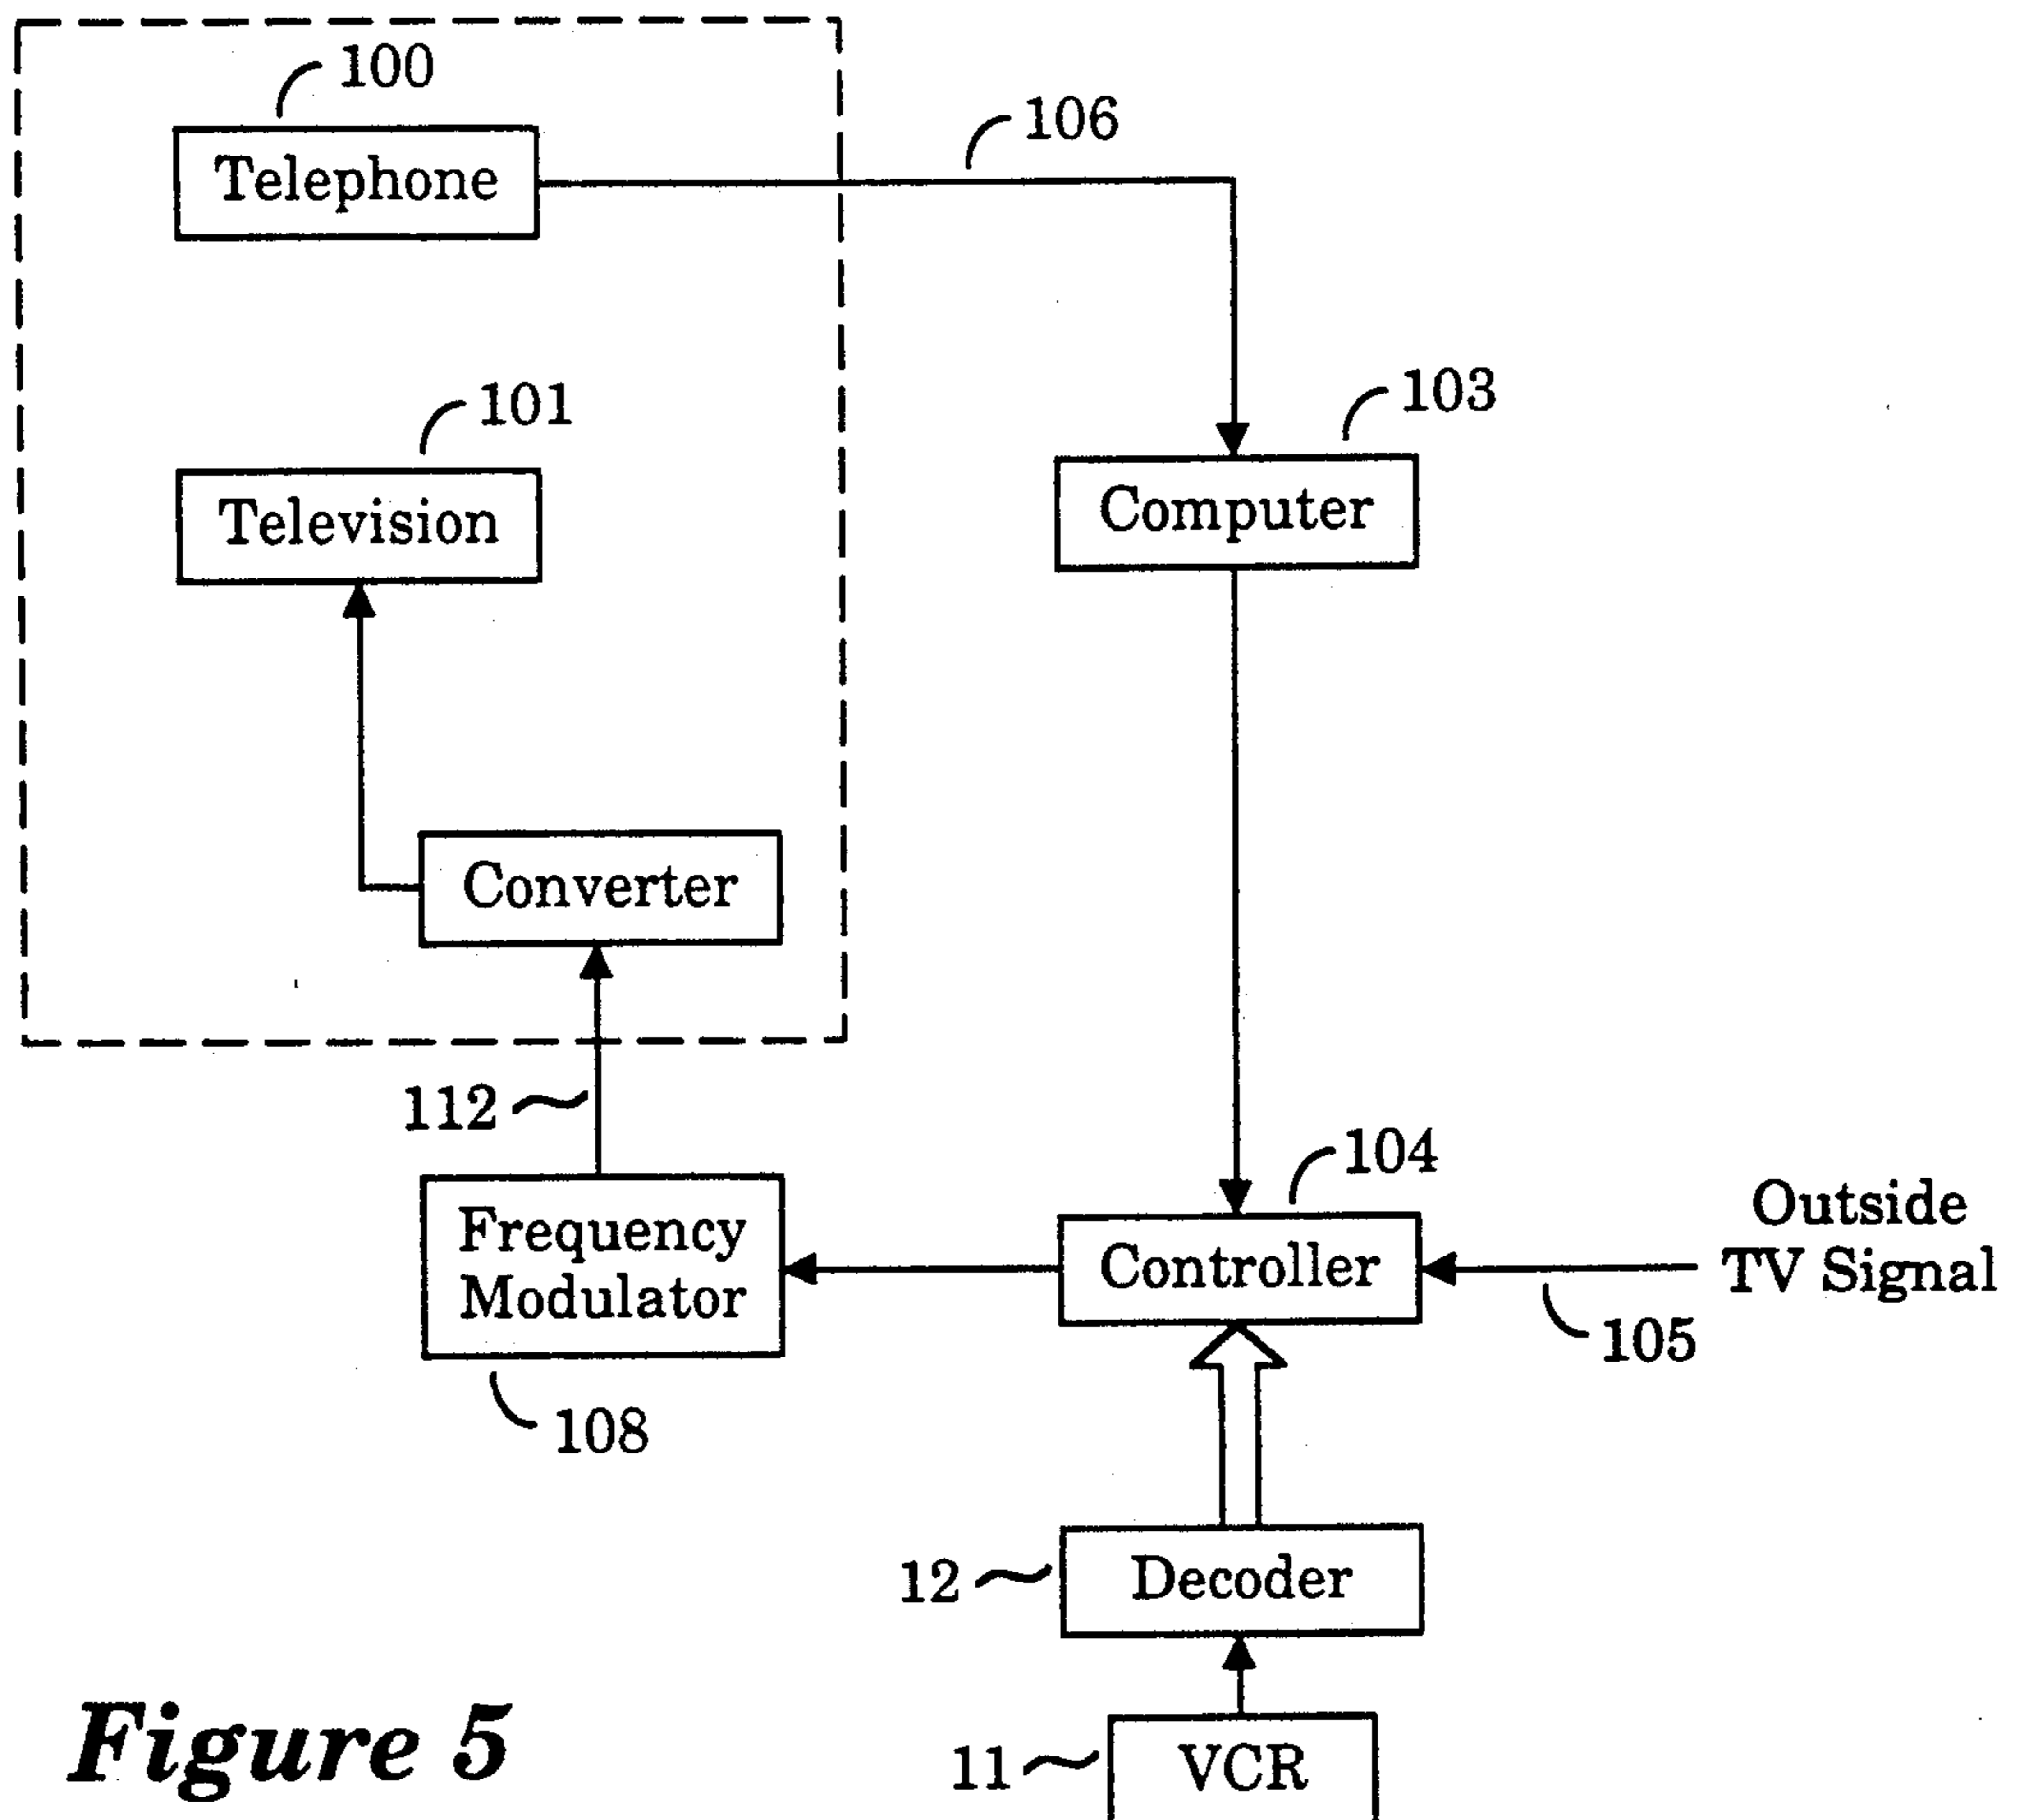 100
Telephone
106
101
Television
103
Computer
Converter
112
104
Outside
TV Signal
Frequency
Modulator
Controller
105
108
12
Decoder
11
VCR
Figure 5